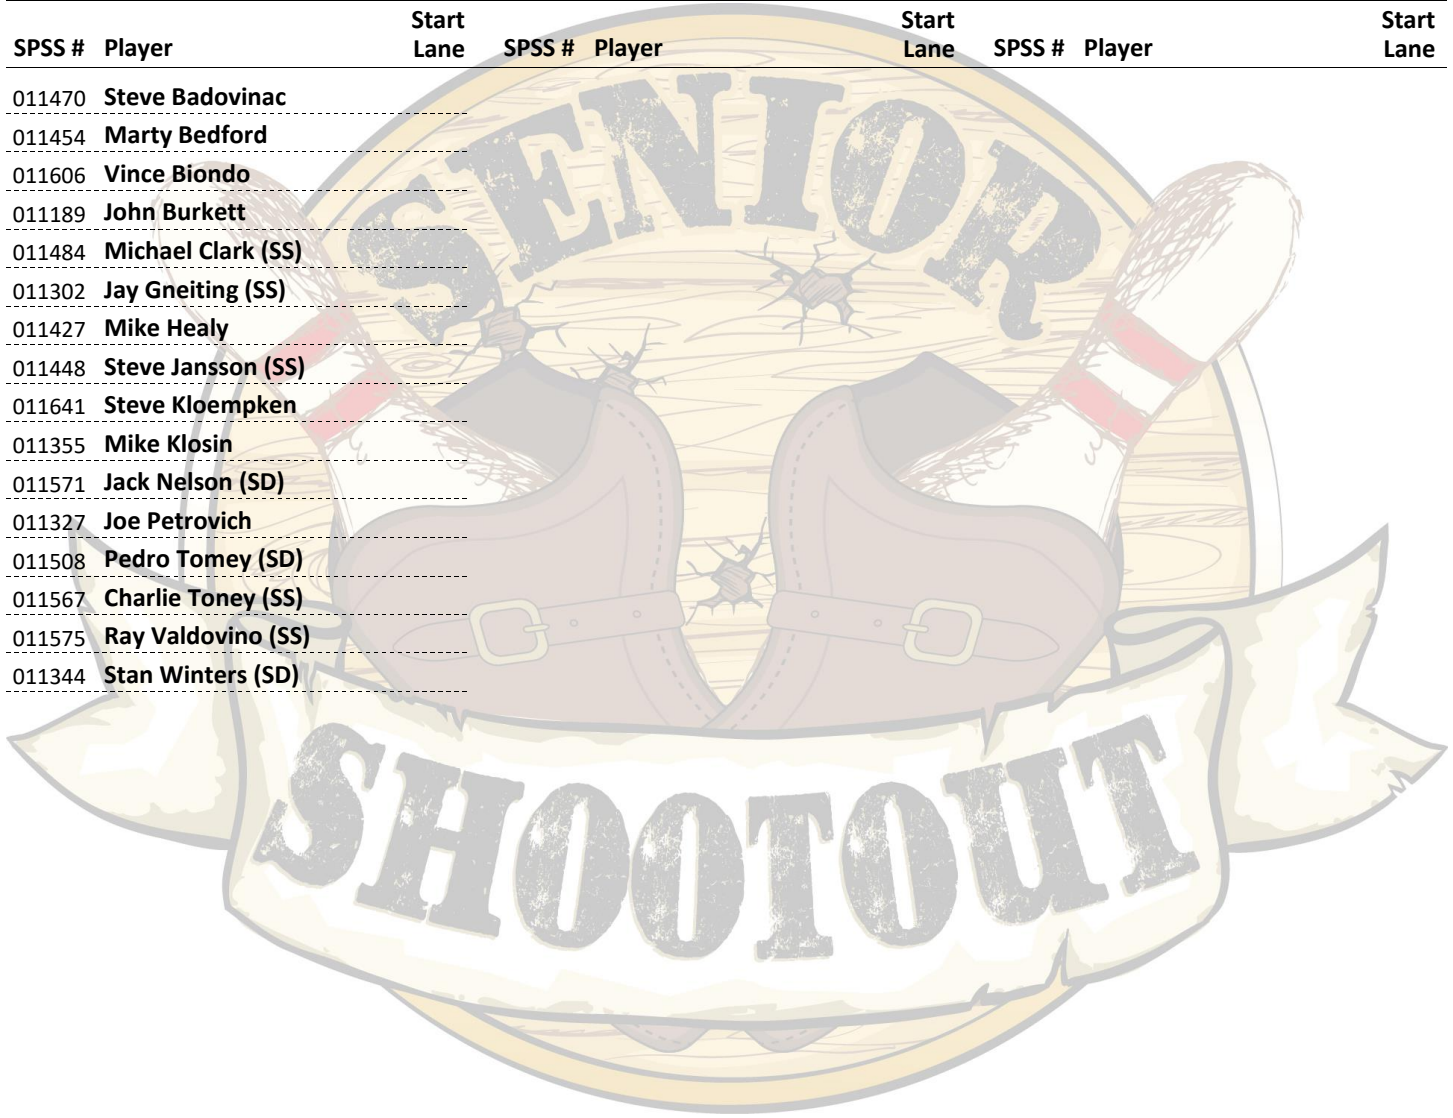 SPSS # Player Start Lane SPSS # Player Start Lane SPSS # Player Start Lane
011470 Steve Badovinac
011454 Marty Bedford
011606 Vince Biondo
011189 John Burkett
011484 Michael Clark (SS)
011302 Jay Gneiting (SS)
011427 Mike Healy
011448 Steve Jansson (SS)
011641 Steve Kloempken
011355 Mike Klosin
011571 Jack Nelson (SD)
011327 Joe Petrovich
011508 Pedro Tomey (SD)
011567 Charlie Toney (SS)
011575 Ray Valdovino (SS)
011344 Stan Winters (SD)
SENIOR
SHOOTOUT